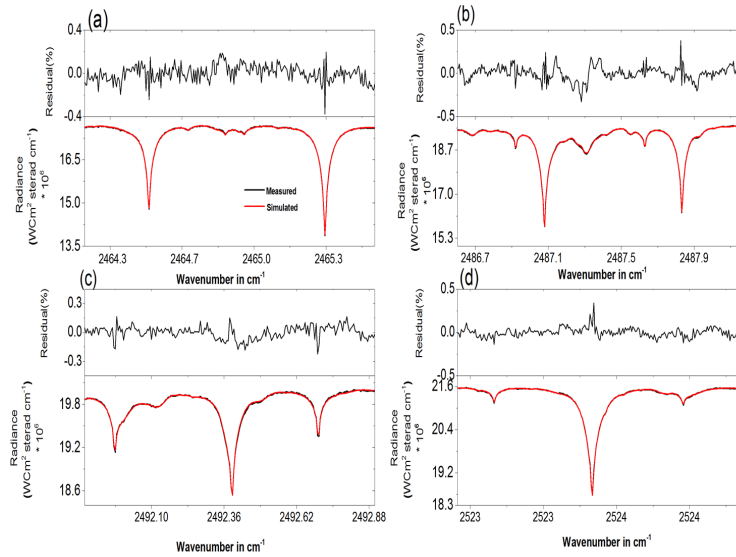 (a)
0.4
0.0
-0.4
Residual(%)
16.5
15.0
13.5
Radiance
(WCm² sterad cm⁻¹)
* 10⁶
Measured
Simulated
2464.3 2464.7 2465.0 2465.3
Wavenumber in cm⁻¹
(b)
0.5
0.0
-0.5
Residual(%)
18.7
17.0
15.3
Radiance
(WCm² sterad cm⁻¹)
* 10⁶
2486.7 2487.1 2487.5 2487.9
Wavenumber in cm⁻¹
(c)
0.3
0.0
-0.3
Residual(%)
19.8
19.2
18.6
Radiance
(WCm² sterad cm⁻¹)
* 10⁶
2492.10 2492.36 2492.62 2492.88
Wavenumber in cm⁻¹
(d)
0.5
0.0
-0.5
Residual(%)
21.6
20.4
19.2
18.3
Radiance
(WCm² sterad cm⁻¹)
* 10⁶
2523 2523 2524 2524
Wavenumber in cm⁻¹